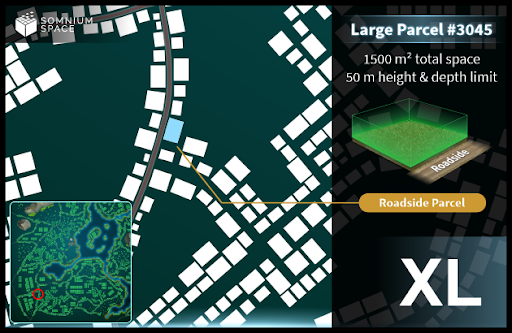 SOMNIUM
SPACE
Large Parcel #3045
1500 m² total space
50 m height & depth limit
Roadside
Roadside Parcel
XL